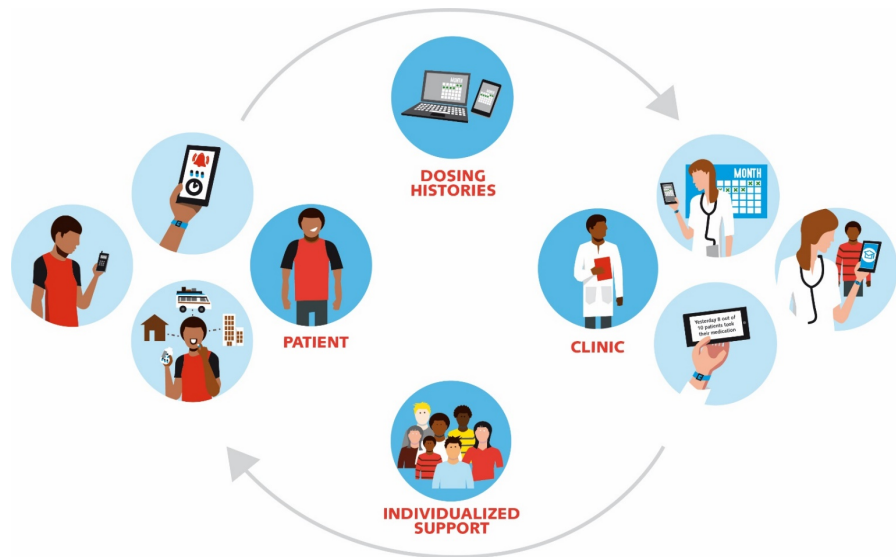 MONTH
DOSING
HISTORIES
MONTH
PATIENT
CLINIC
Yesterday 8 out of
10 patients took
their medication
INDIVIDUALIZED
SUPPORT